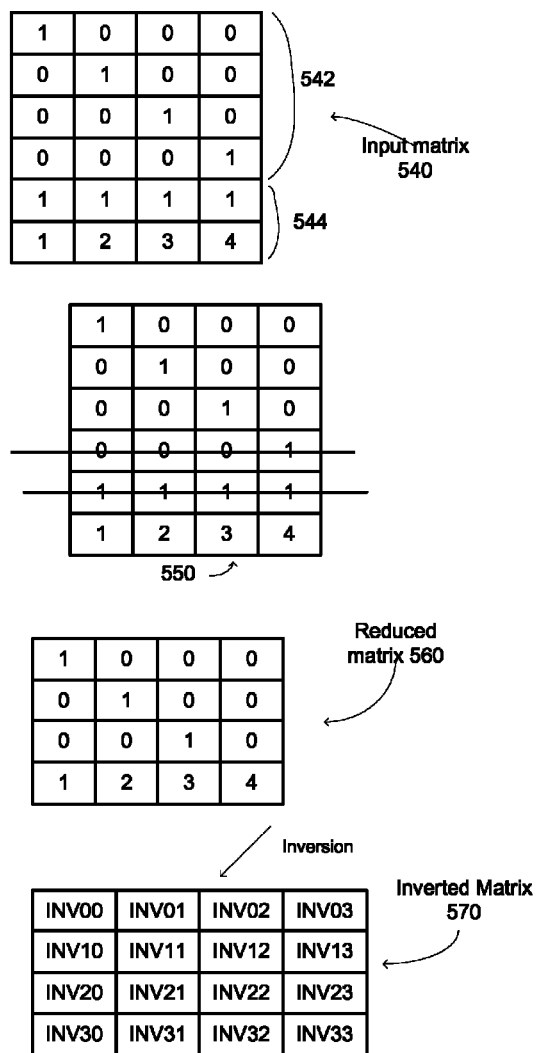 1 0 0 0
0 1 0 0
0 0 1 0
0 0 0 1
1 1 1 1
1 2 3 4
542
Input matrix
540
544
1 0 0 0
0 1 0 0
0 0 1 0
0 0 0 1
1 1 1 1
1 2 3 4
550
Reduced
matrix 560
1 0 0 0
0 1 0 0
0 0 1 0
1 2 3 4
Inversion
Inverted Matrix
570
INV00 INV01 INV02 INV03
INV10 INV11 INV12 INV13
INV20 INV21 INV22 INV23
INV30 INV31 INV32 INV33